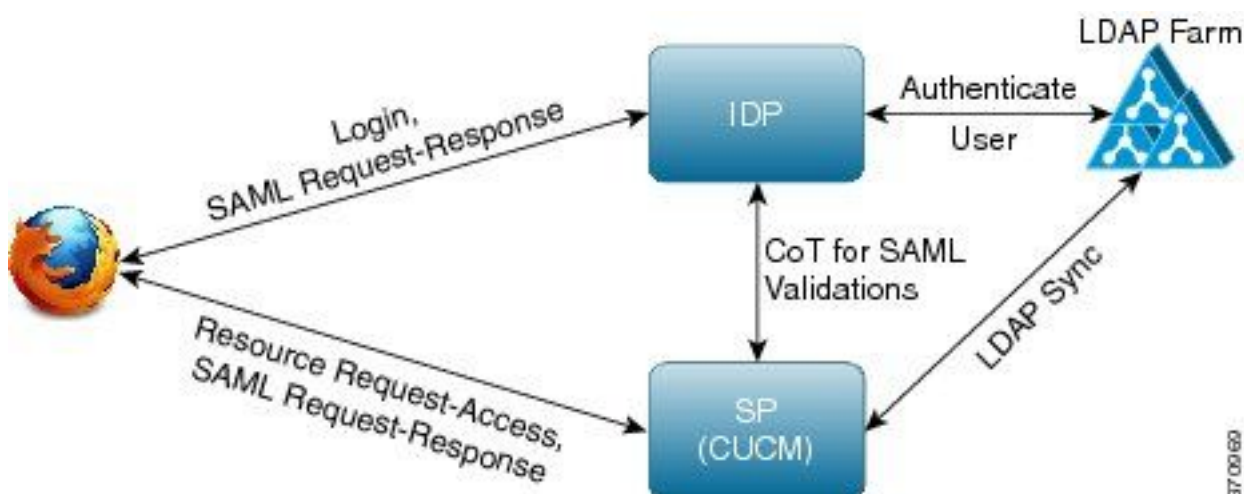 LDAP Farm
IDP
Authenticate
User
Login,
SAML Request-Response
CoT for SAML
Validations
LDAP Sync
Resource Request-Access,
SAML Request-Response
SP
(CUCM)
370969